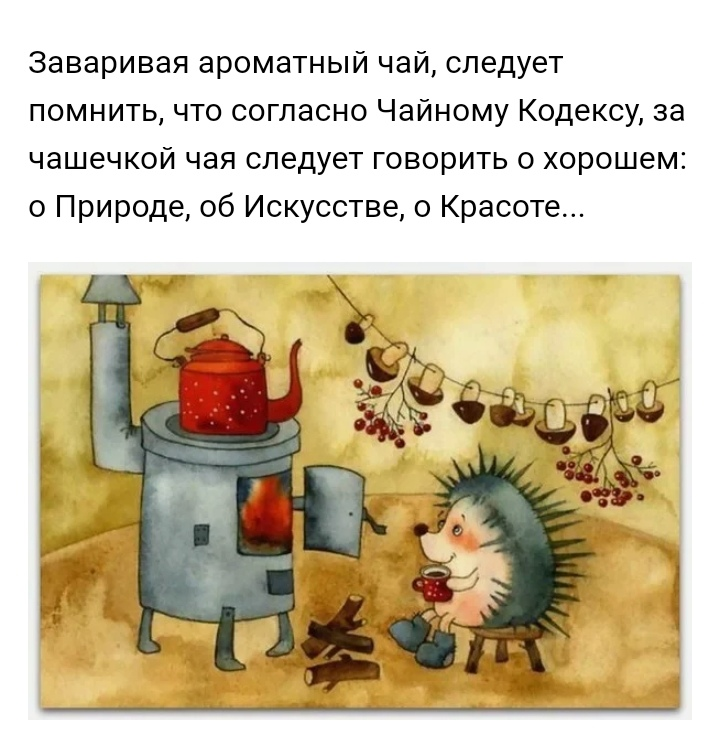 Заваривая ароматный чай, следует
помнить, что согласно Чайному Кодексу, за
чашечкой чая следует говорить о хорошем:
о Природе, об Искусстве, о Красоте...